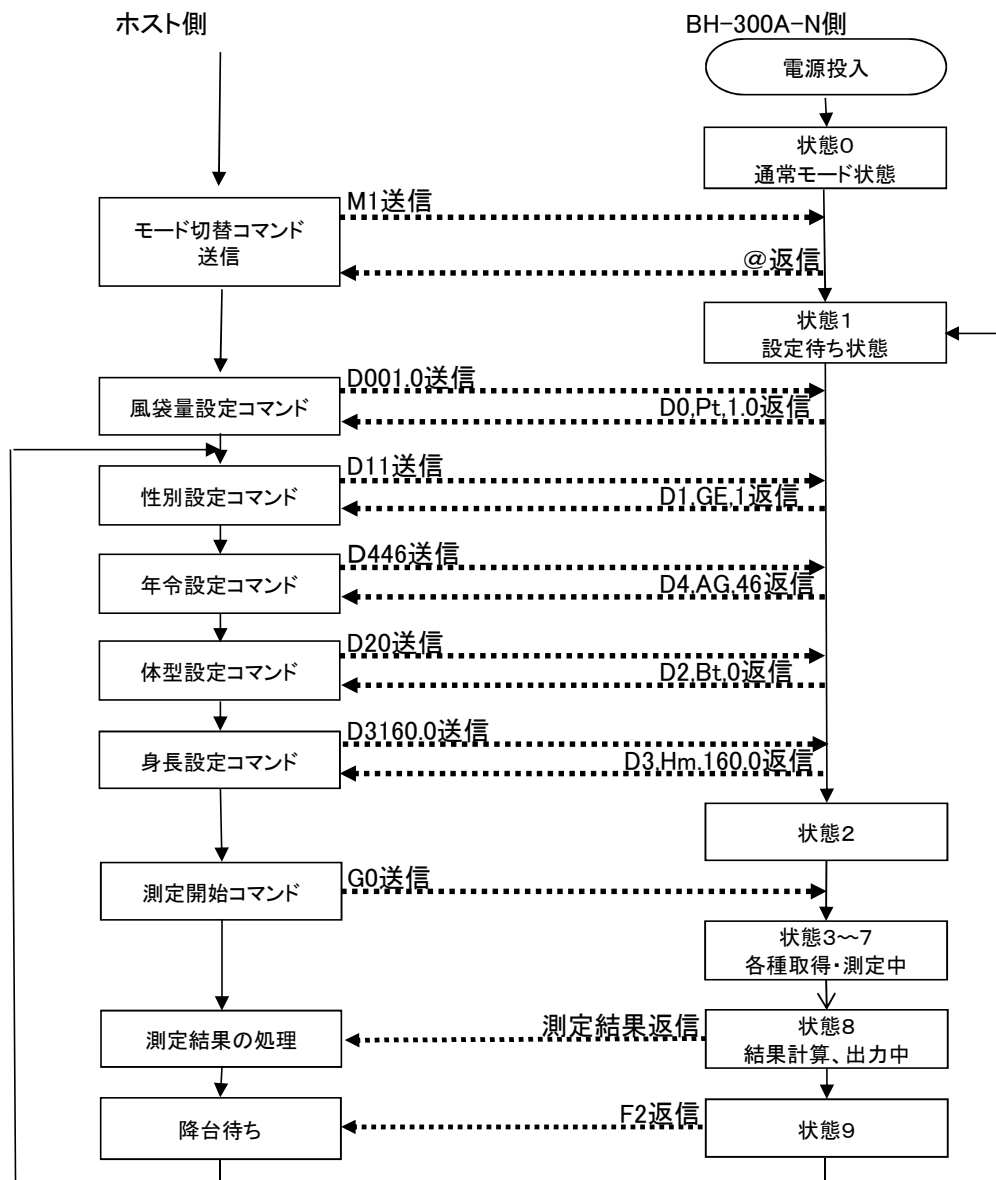 ホスト側
BH-300A-N側
電源投入
状態0
通常モード状態
M1送信
モード切替コマンド
送信
＠返信
状態1
設定待ち状態
D001.0送信
風袋量設定コマンド
D0,Pt,1.0返信
D11送信
性別設定コマンド
D1,GE,1返信
D446送信
年令設定コマンド
D4,AG,46返信
D20送信
体型設定コマンド
D2,Bt,0返信
D3160.0送信
身長設定コマンド
D3,Hm,160.0返信
状態2
G0送信
測定開始コマンド
状態3～7
各種取得・測定中
測定結果返信
測定結果の処理
状態8
結果計算、出力中
F2返信
降台待ち
状態9